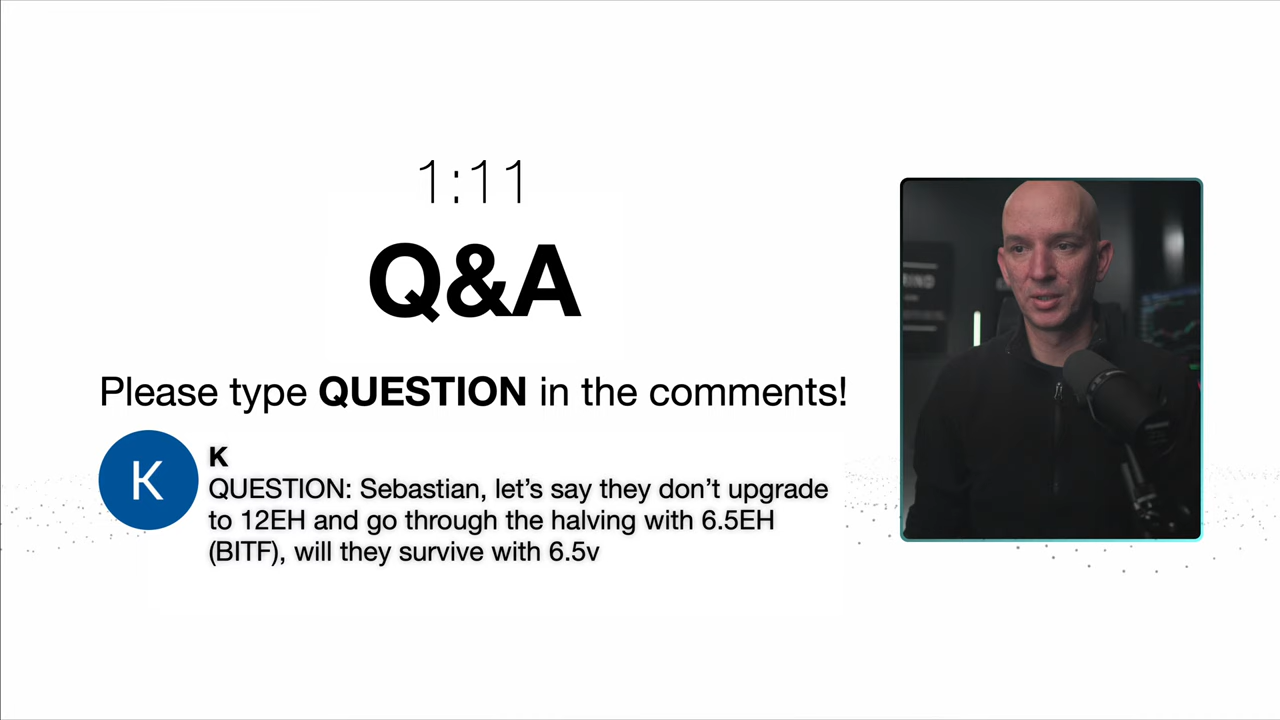 1:11
Q&A
Please type QUESTION in the comments!
K
K
QUESTION: Sebastian, let's say they don't upgrade
to 12EH and go through the halving with 6.5EH
(BITF), will they survive with 6.5v